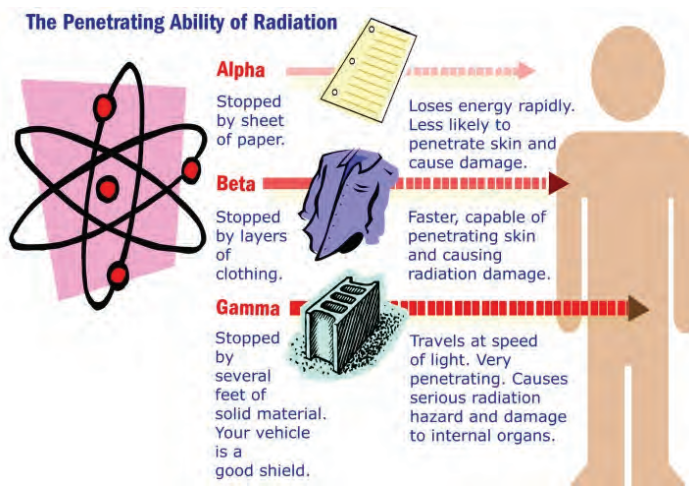 The Penetrating Ability of Radiation
Alpha
Stopped
by sheet
of paper.
Loses energy rapidly.
Less likely to
penetrate skin and
cause damage.
Beta
Stopped
by layers
of
clothing.
Faster, capable of
penetrating skin
and causing
radiation damage.
Gamma
Stopped
by
several
feet of
solid material.
Your vehicle
is a
good shield.
Travels at speed
of light. Very
penetrating. Causes
serious radiation
hazard and damage
to internal organs.